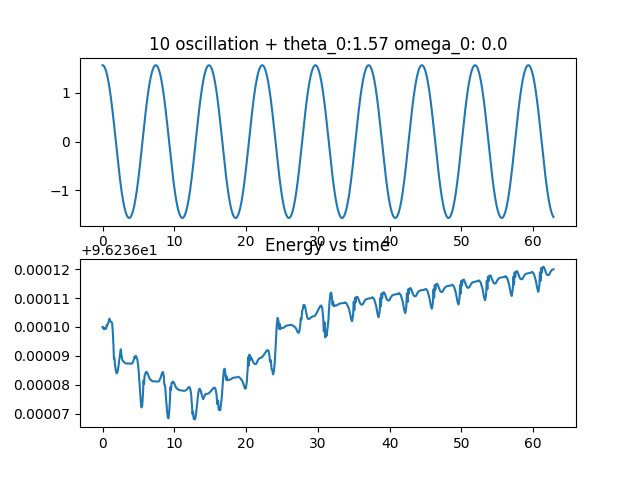 10 oscillation + theta_0:1.57 omega_0: 0.0
1
0
−1
0 10 20 30 40 50 60
+9.6236e1
Energy vs time
0.00012
0.00011
0.00010
0.00009
0.00008
0.00007
0 10 20 30 40 50 60